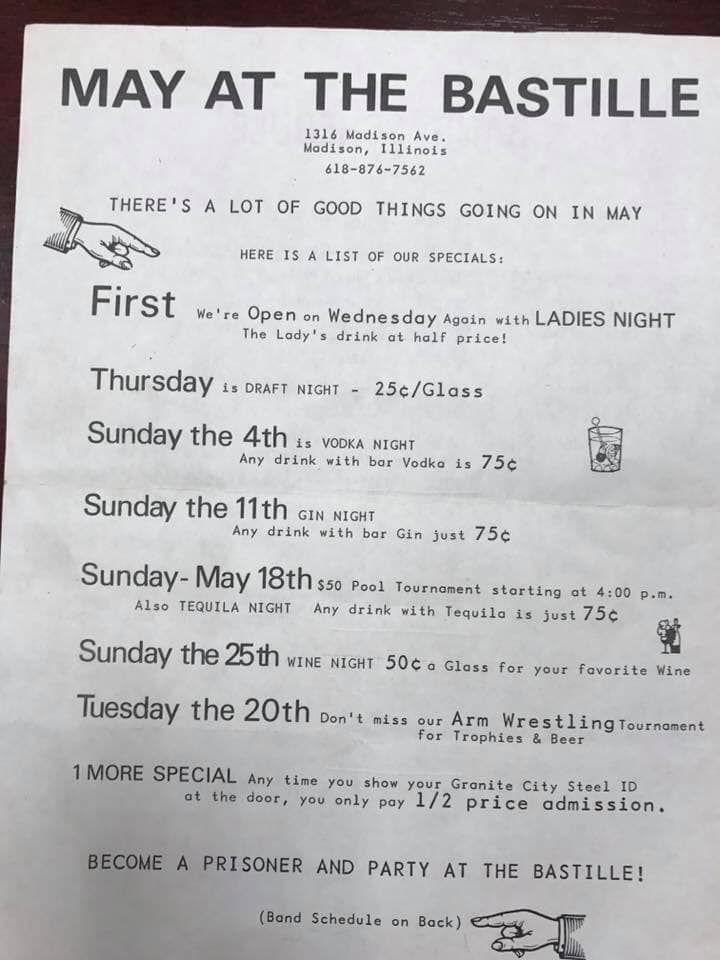 MAY AT THE BASTILLE
1316 Madison Ave.
Madison, Illinois
618-876-7562
THERE'S A LOT OF GOOD THINGS GOING ON IN MAY
HERE IS A LIST OF OUR SPECIALS:
First We're Open on Wednesday Again with LADIES NIGHT
The Lady's drink at half price!
Thursday is DRAFT NIGHT - 25¢/Glass
Sunday the 4th is VODKA NIGHT
Any drink with bar Vodka is 75¢
Sunday the 11th GIN NIGHT
Any drink with bar Gin just 75¢
Sunday-May 18th $50 Pool Tournament starting at 4:00 p.m.
Also TEQUILA NIGHT Any drink with Tequila is just 75¢
Sunday the 25th WINE NIGHT 50¢ a Glass for your favorite Wine
Tuesday the 20th Don't miss our Arm Wrestling Tournament
for Trophies & Beer
1 MORE SPECIAL Any time you show your Granite City Steel ID
at the door, you only pay 1/2 price admission.
BECOME A PRISONER AND PARTY AT THE BASTILLE!
(Band Schedule on Back)